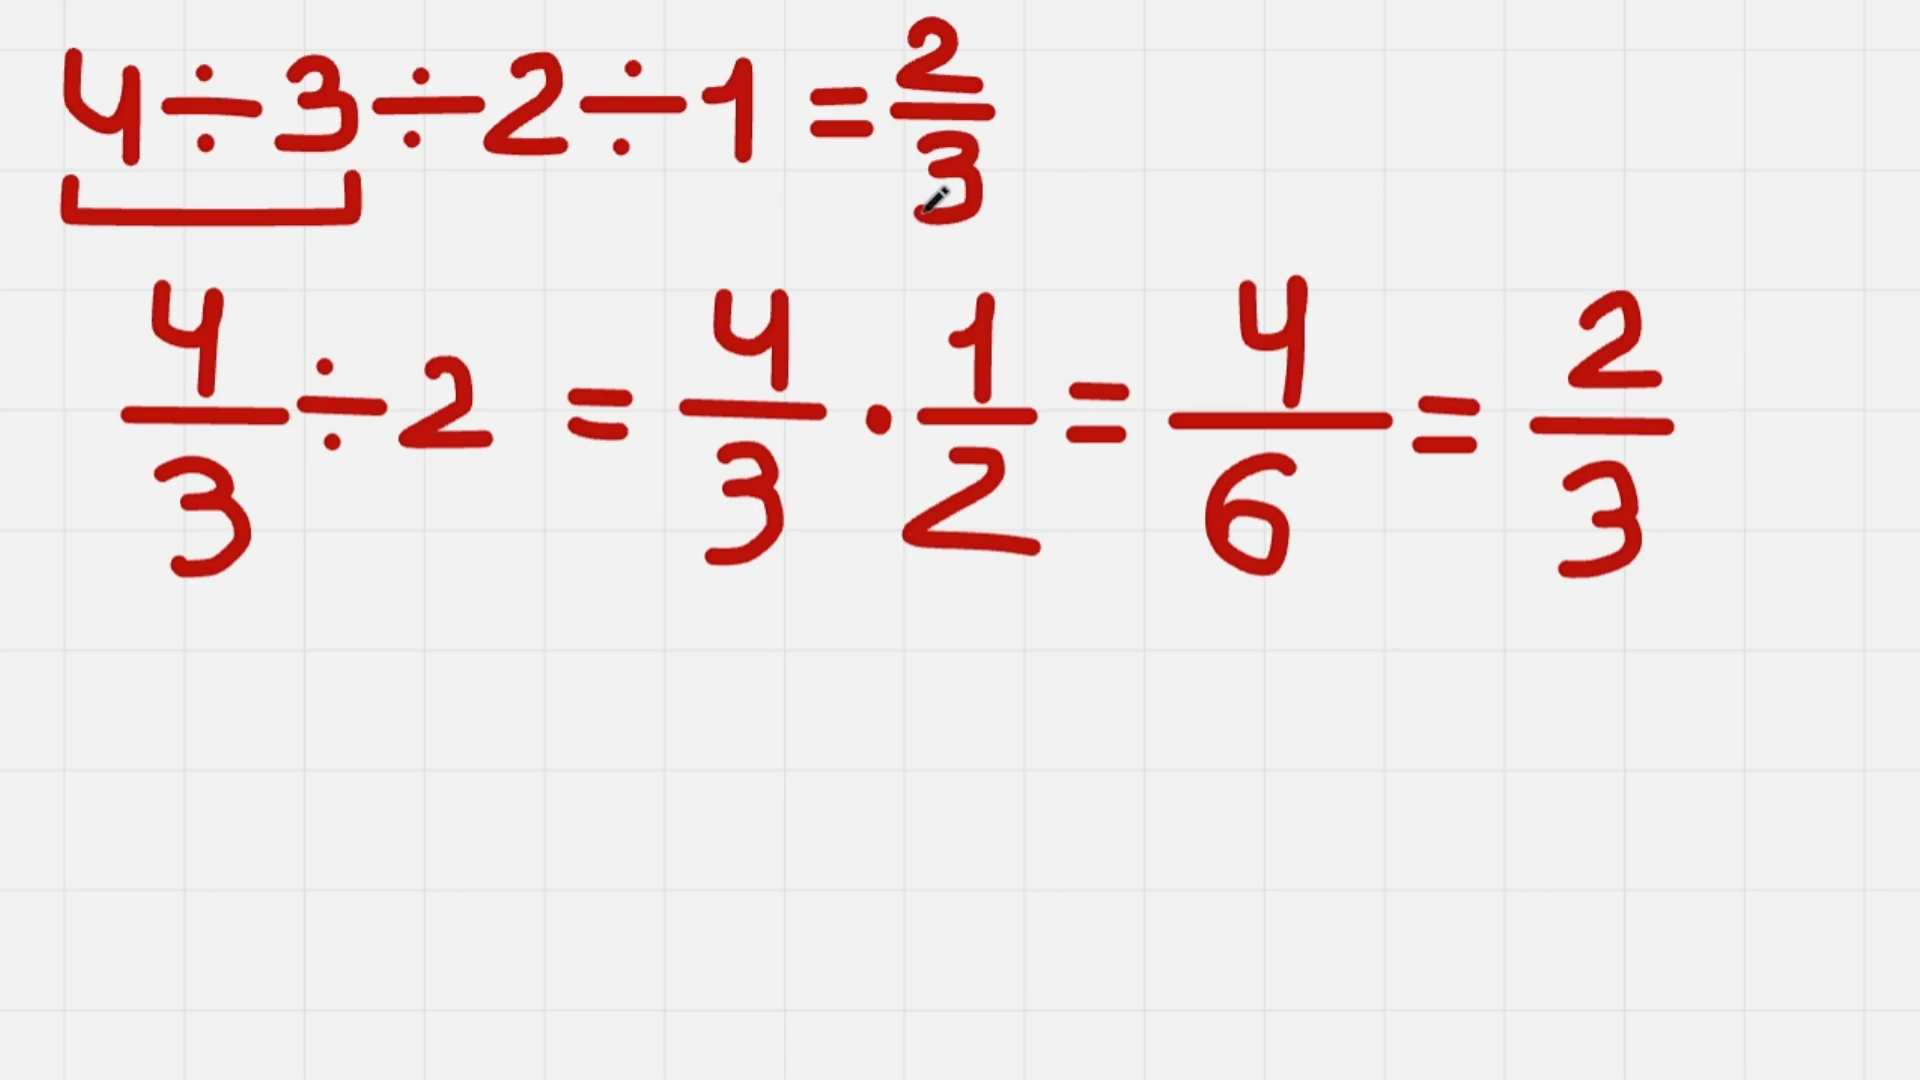 4÷3÷2÷1 = 2/3
4/3 ÷ 2 = 4/3 · 1/2 = 4/6 = 2/3